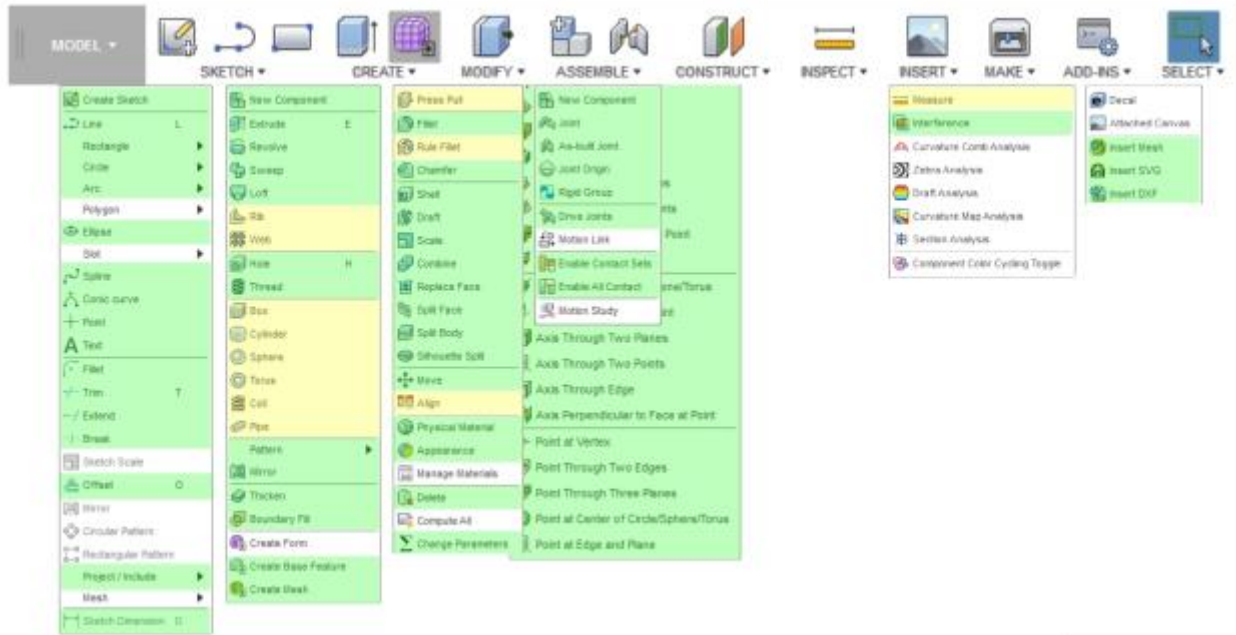 MODEL
SKETCH
CREATE
MODIFY
ASSEMBLE
CONSTRUCT
INSPECT
INSERT
MAKE
ADD-INS
SELECT
Create Sketch
Line L
Rectangle
Circle
Arc
Polygon
Ellipse
Slot
Spline
Conic curve
Point
Text
Fillet
Trim T
Extend
Break
Sketch Scale
Offset O
Mirror
Circular Pattern
Rectangular Pattern
Project / Include
Mesh
Sketch Dimension D
New Component
Extrude E
Revolve
Sweep
Loft
Rib
Web
Hole H
Thread
Box
Cylinder
Sphere
Torus
Coil
Pipe
Pattern
Mirror
Thicken
Boundary Fill
Create Form
Create Base Feature
Create Mesh
Press Pull
Fillet
Rule Fillet
Chamfer
Shell
Draft
Scale
Combine
Replace Face
Split Face
Split Body
Silhouette Split
Move
Align
Physical Material
Appearance
Manage Materials
Delete
Compute All
Change Parameters
New Component
Joint
As-built Joint
Joint Origin
Rigid Group
Drive Joints
Motion Link
Enable Contact Sets
Enable All Contact
Motion Study
Point
Axis Through Two Planes
Axis Through Two Points
Axis Through Edge
Axis Perpendicular to Face at Point
Point at Vertex
Point Through Two Edges
Point Through Three Planes
Point at Center of Circle/Sphere/Torus
Point at Edge and Plane
Measure
Interference
Curvature Comb Analysis
Zebra Analysis
Draft Analysis
Curvature Map Analysis
Section Analysis
Component Color Cycling Toggle
Decal
Attached Canvas
Insert Mesh
Insert SVG
Insert DXF